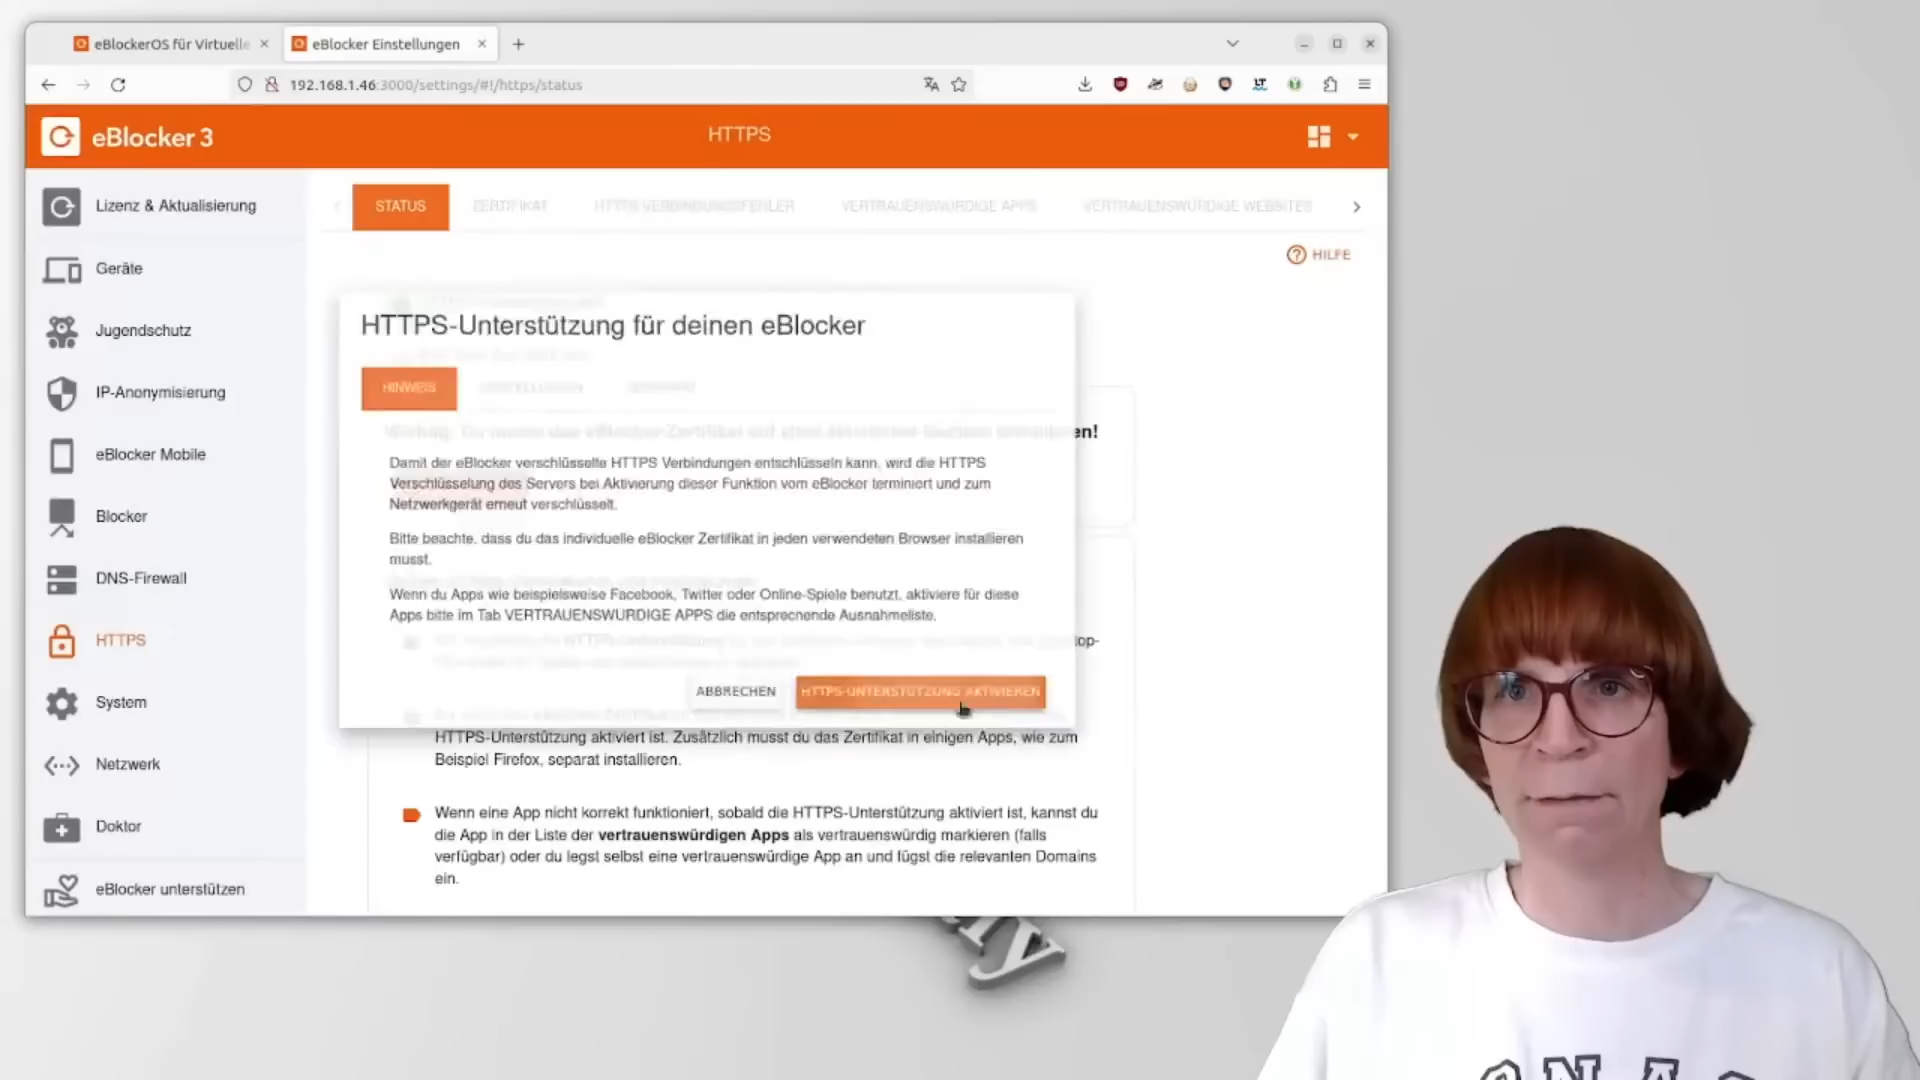 eBlockerOS für Virtuelle
eBlocker Einstellungen
192.168.1.46:3000/settings/#!/https/status
eBlocker 3
HTTPS
Lizenz & Aktualisierung
Geräte
Jugendschutz
IP-Anonymisierung
eBlocker Mobile
Blocker
DNS-Firewall
HTTPS
System
Netzwerk
Doktor
eBlocker unterstützen
STATUS
ZERTIFIKAT
HTTPS-VERBINDUNGSFEHLER
VERTRAUENSWÜRDIGE APPS
VERTRAUENSWÜRDIGE WEBSITES
HILFE
HTTPS-Unterstützung für deinen eBlocker
HINWEIS
en!
Damit der eBlocker verschlüsselte HTTPS Verbindungen entschlüsseln kann, wird die HTTPS
Verschlüsselung des Servers bei Aktivierung dieser Funktion vom eBlocker terminiert und zum
Netzwerkgerät erneut verschlüsselt.
Bitte beachte, dass du das individuelle eBlocker Zertifikat in jeden verwendeten Browser installieren
musst.
Wenn du Apps wie beispielsweise Facebook, Twitter oder Online-Spiele benutzt, aktiviere für diese
Apps bitte im Tab VERTRAUENSWÜRDIGE APPS die entsprechende Ausnahmeliste.
top-
ABBRECHEN
HTTPS-UNTERSTÜTZUNG AKTIVIEREN
HTTPS-Unterstützung aktiviert ist. Zusätzlich musst du das Zertifikat in einigen Apps, wie zum
Beispiel Firefox, separat installieren.
Wenn eine App nicht korrekt funktioniert, sobald die HTTPS-Unterstützung aktiviert ist, kannst du
die App in der Liste der vertrauenswürdigen Apps als vertrauenswürdig markieren (falls
verfügbar) oder du legst selbst eine vertrauenswürdige App an und fügst die relevanten Domains
ein.